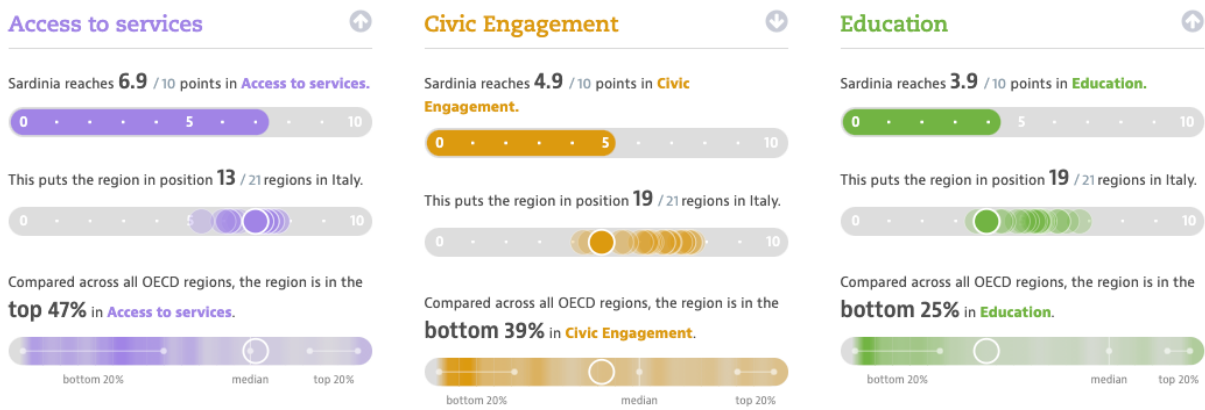 Access to services
Sardinia reaches 6.9 / 10 points in Access to services.
0 5 10
This puts the region in position 13 / 21 regions in Italy.
0 5 10
Compared across all OECD regions, the region is in the
top 47% in Access to services.
bottom 20% median top 20%
Civic Engagement
Sardinia reaches 4.9 / 10 points in Civic
Engagement.
0 5 10
This puts the region in position 19 / 21 regions in Italy.
0 10
Compared across all OECD regions, the region is in the
bottom 39% in Civic Engagement.
bottom 20% median top 20%
Education
Sardinia reaches 3.9 / 10 points in Education.
0 5 10
This puts the region in position 19 / 21 regions in Italy.
0 10
Compared across all OECD regions, the region is in the
bottom 25% in Education.
bottom 20% median top 20%